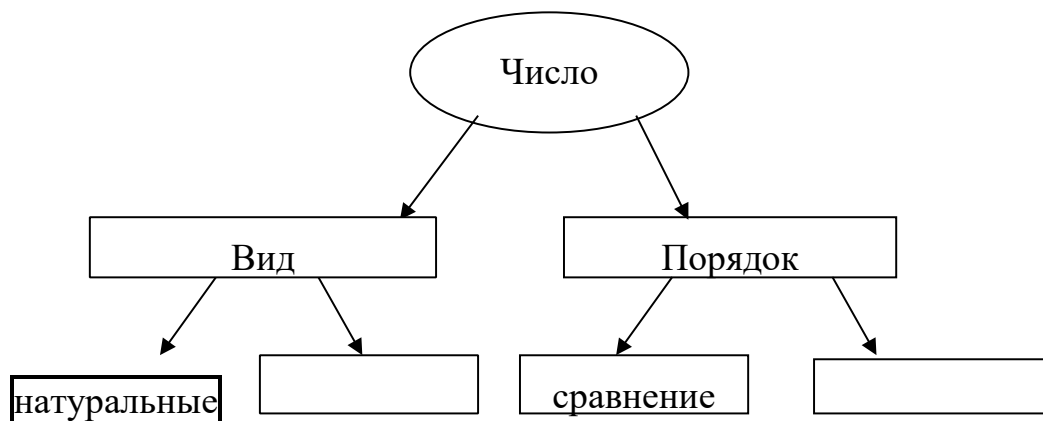 Число
Вид
Порядок
натуральные
сравнение